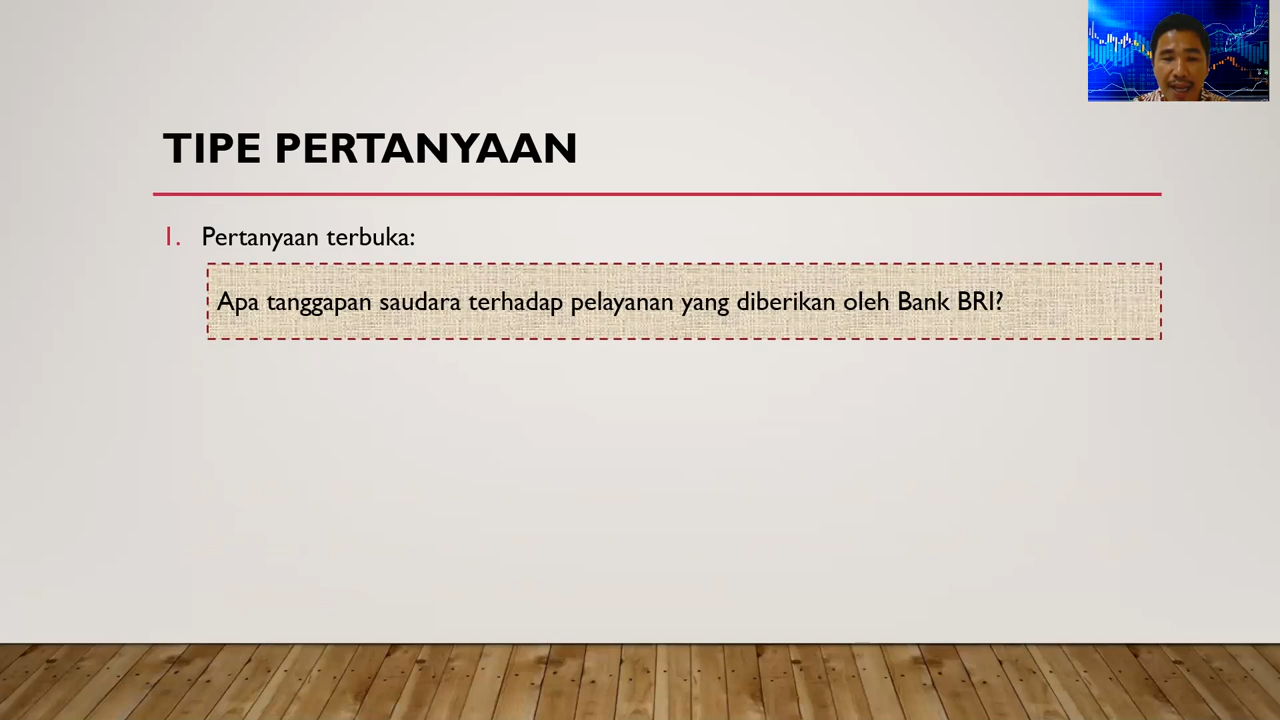 TIPE PERTANYAAN
1. Pertanyaan terbuka:
Apa tanggapan saudara terhadap pelayanan yang diberikan oleh Bank BRI?